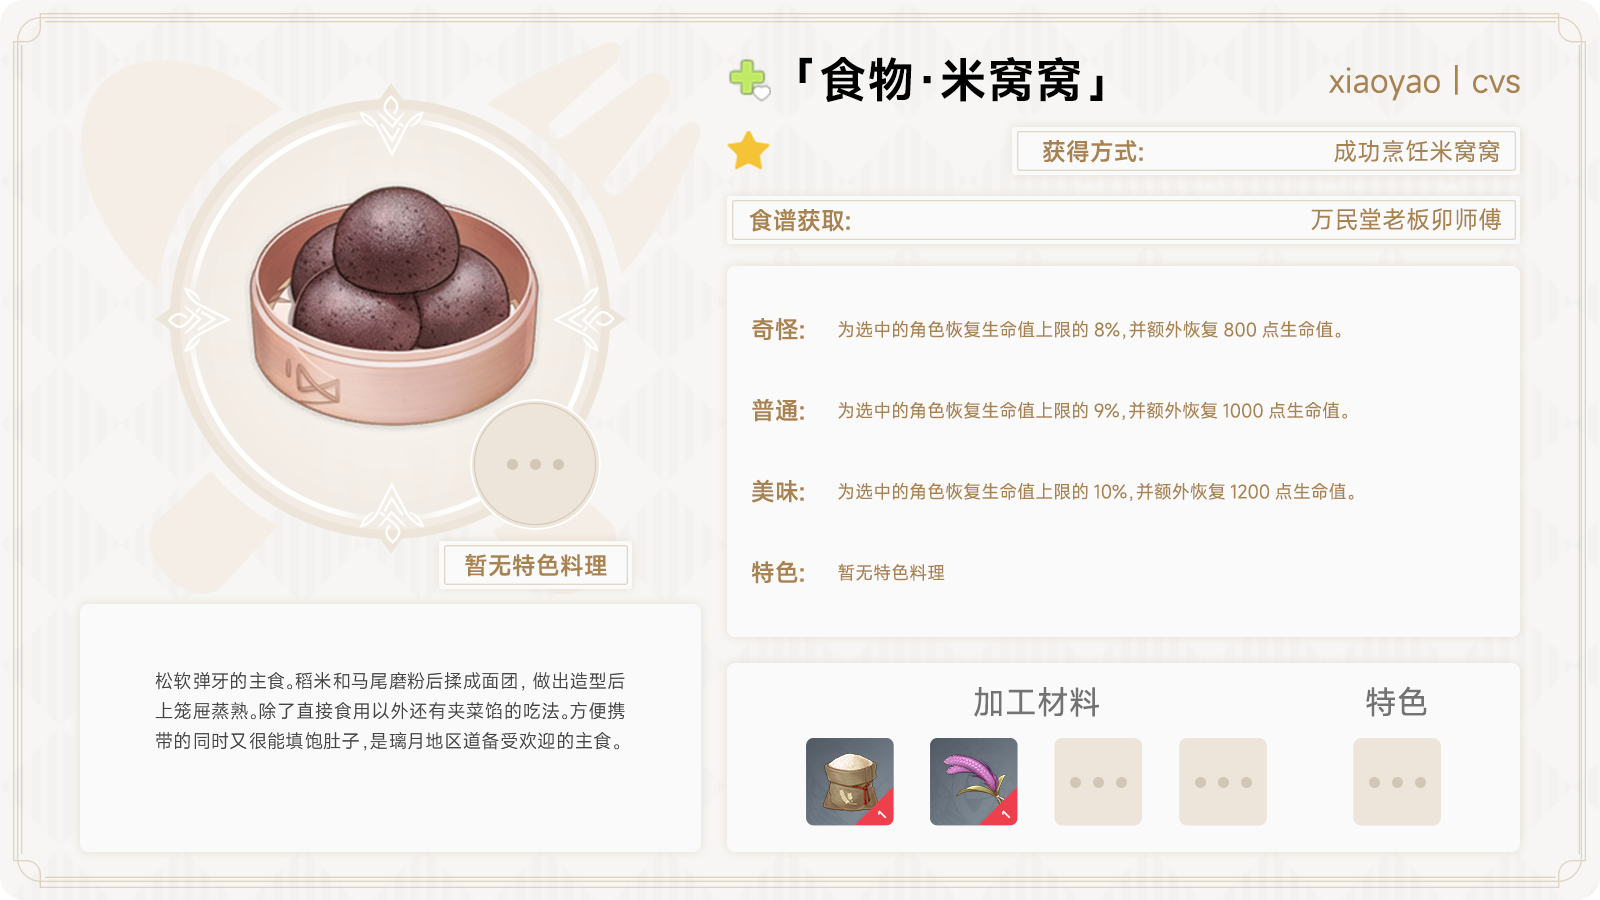 「食物·米窝窝」
xiaoyao | cvs
获得方式: 成功烹饪米窝窝
食谱获取: 万民堂老板卯师傅
奇怪: 为选中的角色恢复生命值上限的 8%,并额外恢复 800 点生命值。
普通: 为选中的角色恢复生命值上限的 9%,并额外恢复 1000 点生命值。
美味: 为选中的角色恢复生命值上限的 10%,并额外恢复 1200 点生命值。
特色: 暂无特色料理
暂无特色料理
松软弹牙的主食。稻米和马尾磨粉后揉成面团，做出造型后
上笼屉蒸熟。除了直接食用以外还有夹菜馅的吃法。方便携
带的同时又很能填饱肚子,是璃月地区道备受欢迎的主食。
加工材料
特色
1
1